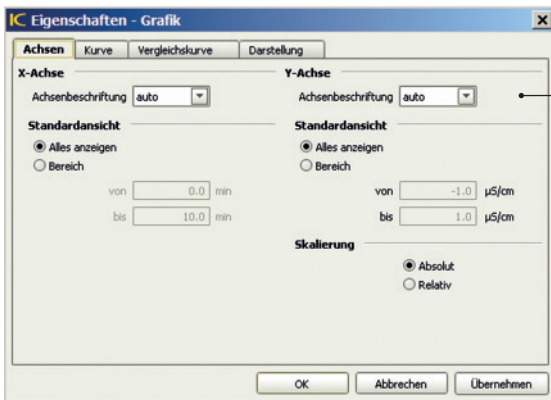 IC Eigenschaften - Grafik
Achsen Kurve Vergleichskurve Darstellung
X-Achse
Achsenbeschriftung auto
Standardansicht
Alles anzeigen
Bereich
von 0.0 min
bis 10.0 min
Y-Achse
Achsenbeschriftung auto
Standardansicht
Alles anzeigen
Bereich
von -1.0 µS/cm
bis 1.0 µS/cm
Skalierung
Absolut
Relativ
OK Abbrechen Übernehmen